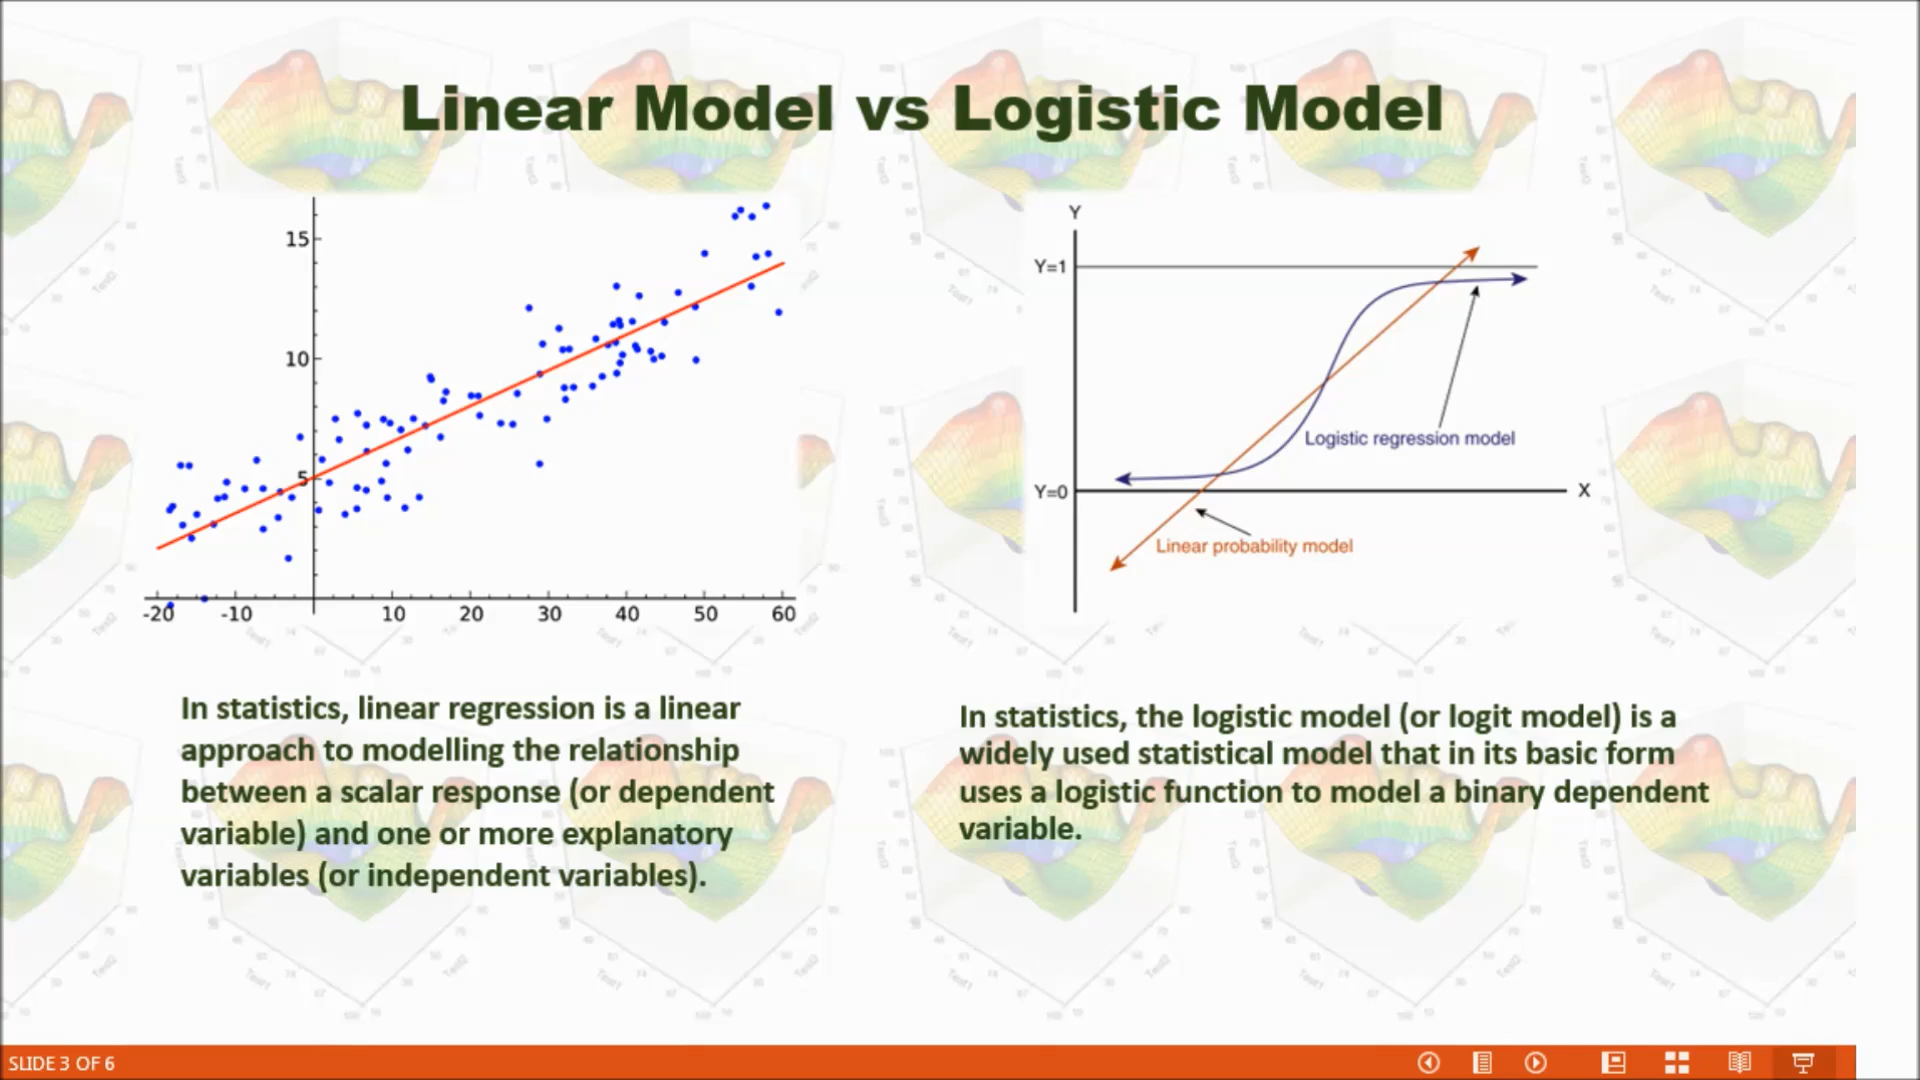 Linear Model vs Logistic Model
15
10
5
-20 -10 10 20 30 40 50 60
Y
Y=1
Logistic regression model
Y=0
X
Linear probability model
In statistics, linear regression is a linear
approach to modelling the relationship
between a scalar response (or dependent
variable) and one or more explanatory
variables (or independent variables).
In statistics, the logistic model (or logit model) is a
widely used statistical model that in its basic form
uses a logistic function to model a binary dependent
variable.
SLIDE 3 OF 6